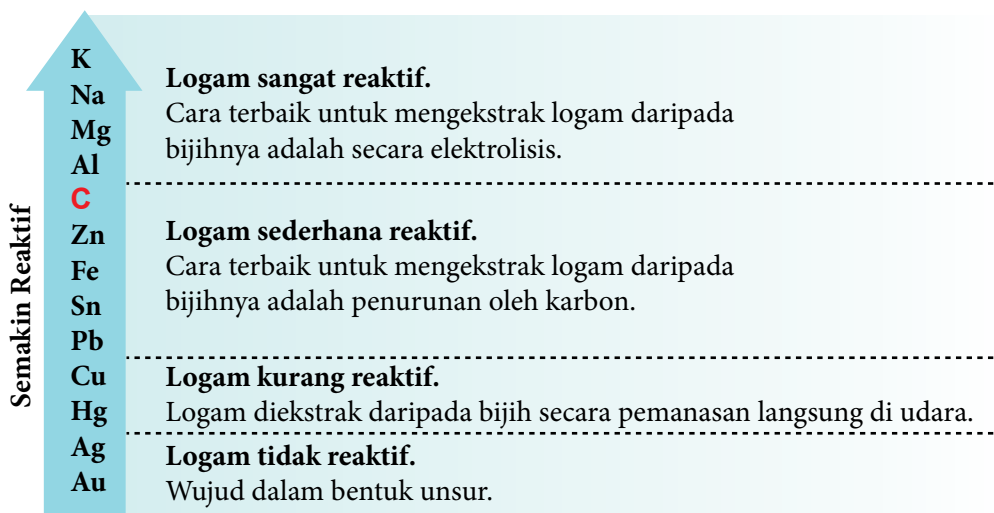 Semakin Reaktif
K
Na
Mg
Al
C
Zn
Fe
Sn
Pb
Cu
Hg
Ag
Au
Logam sangat reaktif.
Cara terbaik untuk mengekstrak logam daripada
bijihnya adalah secara elektrolisis.
Logam sederhana reaktif.
Cara terbaik untuk mengekstrak logam daripada
bijihnya adalah penurunan oleh karbon.
Logam kurang reaktif.
Logam diekstrak daripada bijih secara pemanasan langsung di udara.
Logam tidak reaktif.
Wujud dalam bentuk unsur.